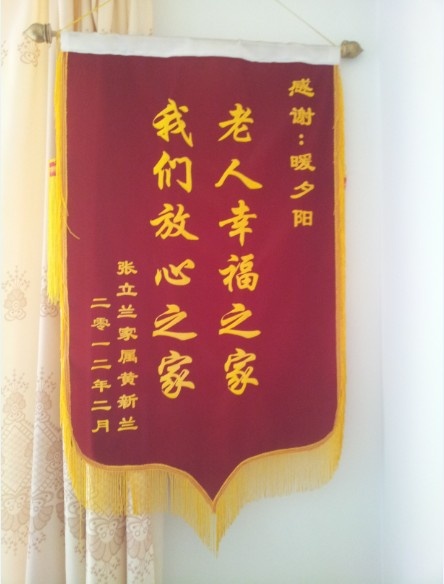 感谢：暖夕阳
老人幸福之家
我们放心之家
张立兰家属黄新兰
二零一二年二月